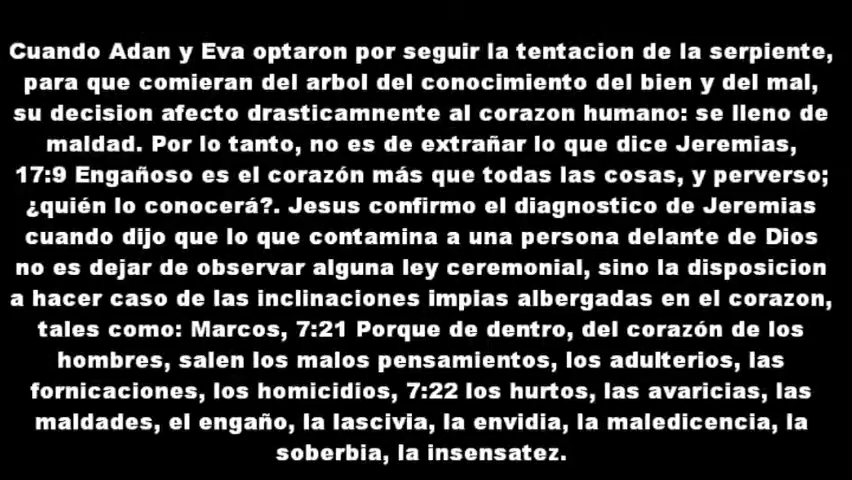 Cuando Adan y Eva optaron por seguir la tentacion de la serpiente,
para que comieran del arbol del conocimiento del bien y del mal,
su decision afecto drasticamnente al corazon humano: se lleno de
maldad. Por lo tanto, no es de extrañar lo que dice Jeremias,
17:9 Engañoso es el corazón más que todas las cosas, y perverso;
¿quién lo conocerá?. Jesus confirmo el diagnostico de Jeremias
cuando dijo que lo que contamina a una persona delante de Dios
no es dejar de observar alguna ley ceremonial, sino la disposicion
a hacer caso de las inclinaciones impias albergadas en el corazon,
tales como: Marcos, 7:21 Porque de dentro, del corazón de los
hombres, salen los malos pensamientos, los adulterios, las
fornicaciones, los homicidios, 7:22 los hurtos, las avaricias, las
maldades, el engaño, la lascivia, la envidia, la maledicencia, la
soberbia, la insensatez.